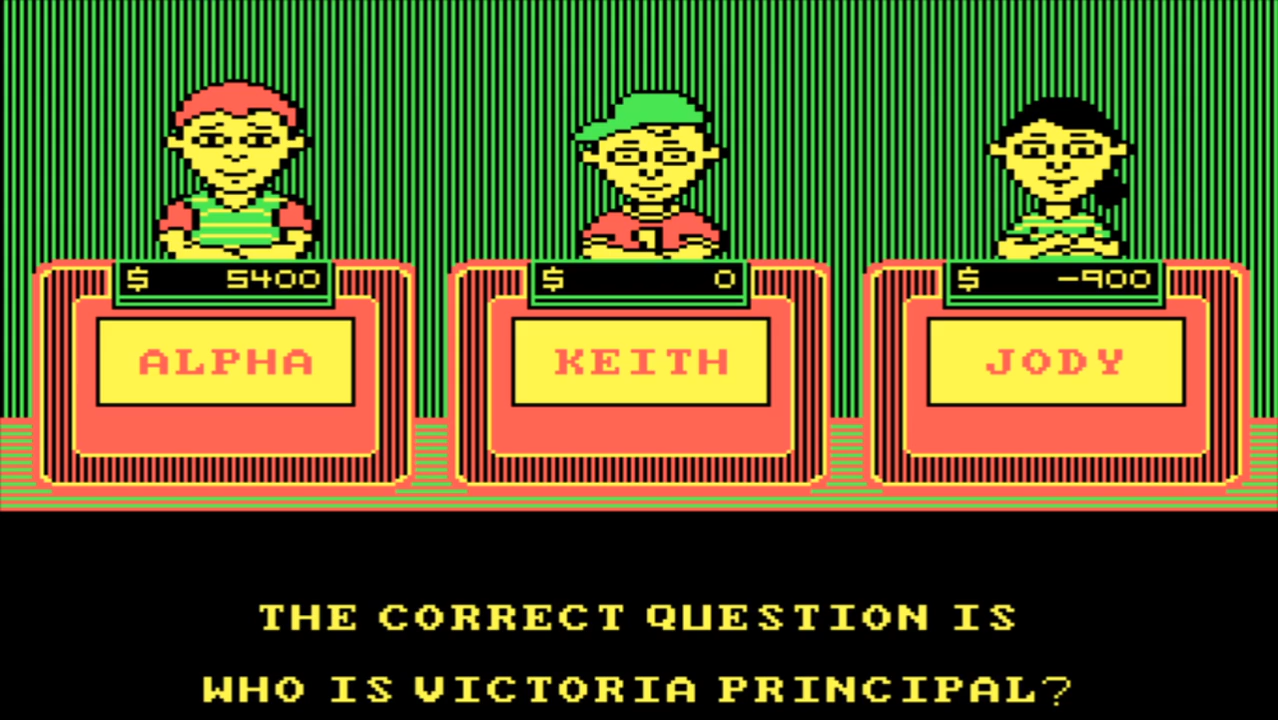 $ 5400
$ 0
$ -900
ALPHA
KEITH
JODY
THE CORRECT QUESTION IS
WHO IS VICTORIA PRINCIPAL?